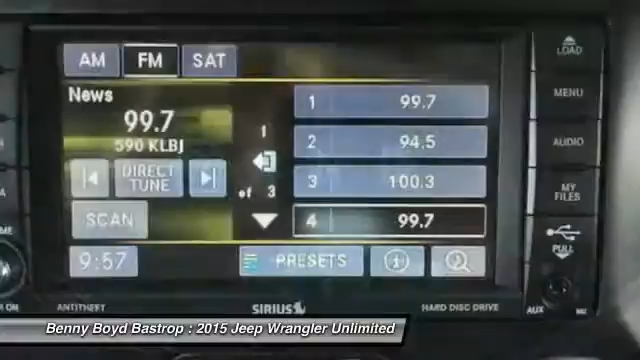 AM FM SAT
LOAD
News
99.7
590 KLBJ
1
of 3
DIRECT
TUNE
SCAN
1 99.7
2 94.5
3 100.3
4 99.7
9:57
PRESETS
MENU
AUDIO
MY
FILES
PULL
AUX
ANTITHEFT
SIRIUS
HARD DISC DRIVE
Benny Boyd Bastrop : 2015 Jeep Wrangler Unlimited